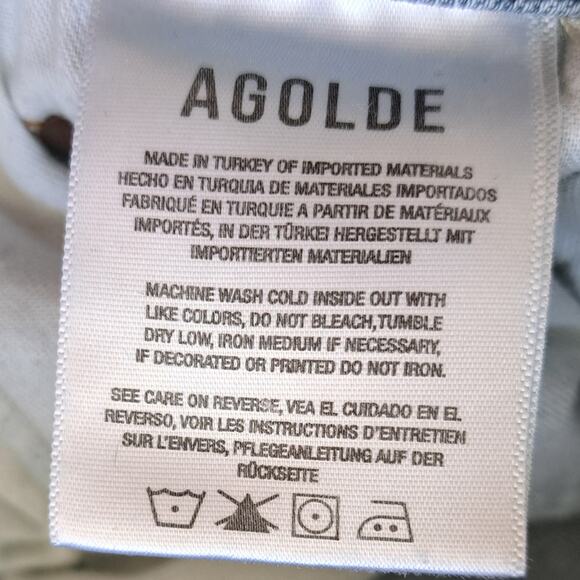 AGOLDE
MADE IN TURKEY OF IMPORTED MATERIALS
HECHO EN TURQUIA DE MATERIALES IMPORTADOS
FABRIQUÉ EN TURQUIE A PARTIR DE MATÉRIAUX
IMPORTÉS, IN DER TÜRKEI HERGESTELLT MIT
IMPORTIERTEN MATERIALIEN
MACHINE WASH COLD INSIDE OUT WITH
LIKE COLORS, DO NOT BLEACH,TUMBLE
DRY LOW, IRON MEDIUM IF NECESSARY,
IF DECORATED OR PRINTED DO NOT IRON.
SEE CARE ON REVERSE, VEA EL CUIDADO EN EL
REVERSO, VOIR LES INSTRUCTIONS D'ENTRETIEN
SUR L'ENVERS, PFLEGEANLEITUNG AUF DER
RÜCKSEITE